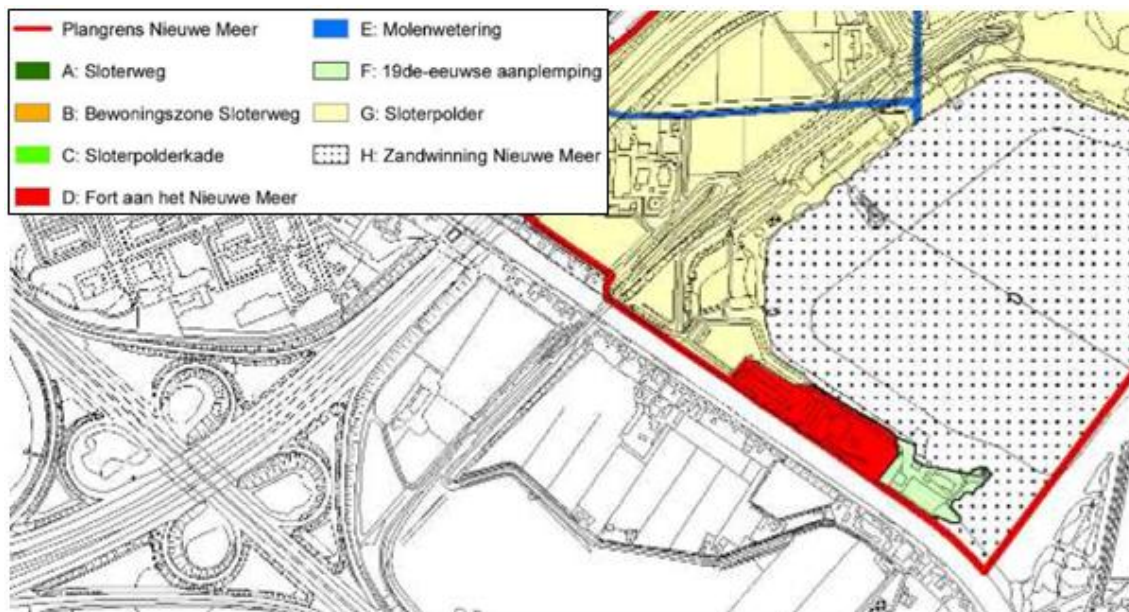 Plangrens Nieuwe Meer
A: Sloterweg
B: Bewoningszone Sloterweg
C: Sloterpolderkade
D: Fort aan het Nieuwe Meer
E: Molenwetering
F: 19de-eeuwse aanplemping
G: Sloterpolder
H: Zandwinning Nieuwe Meer